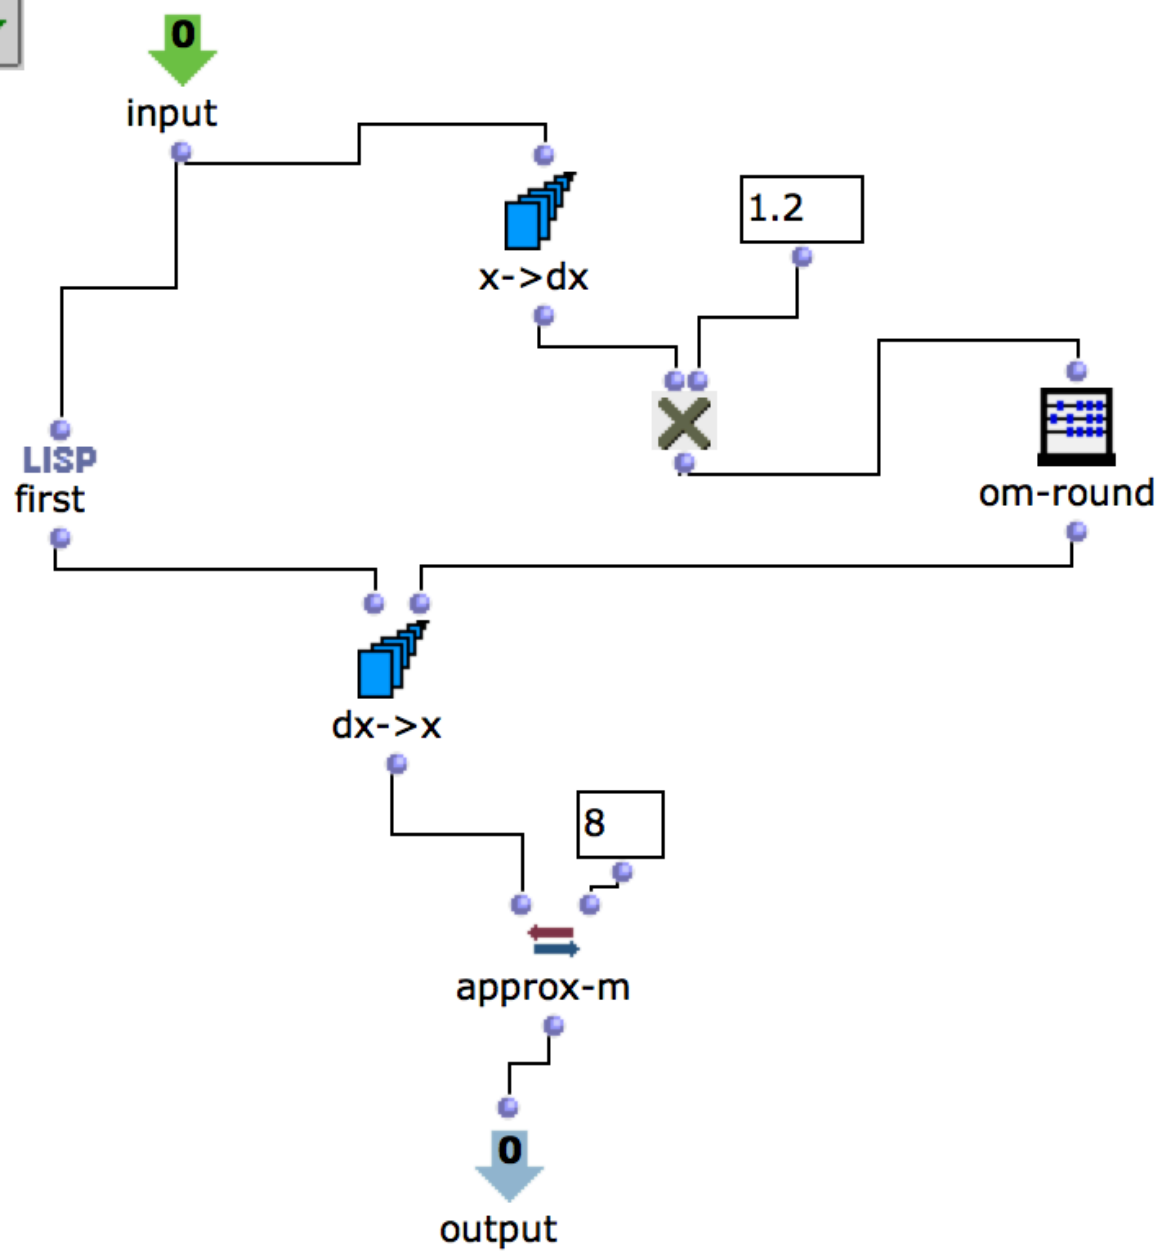 0
input
1.2
x->dx
LISP
first
om-round
dx->x
8
approx-m
0
output